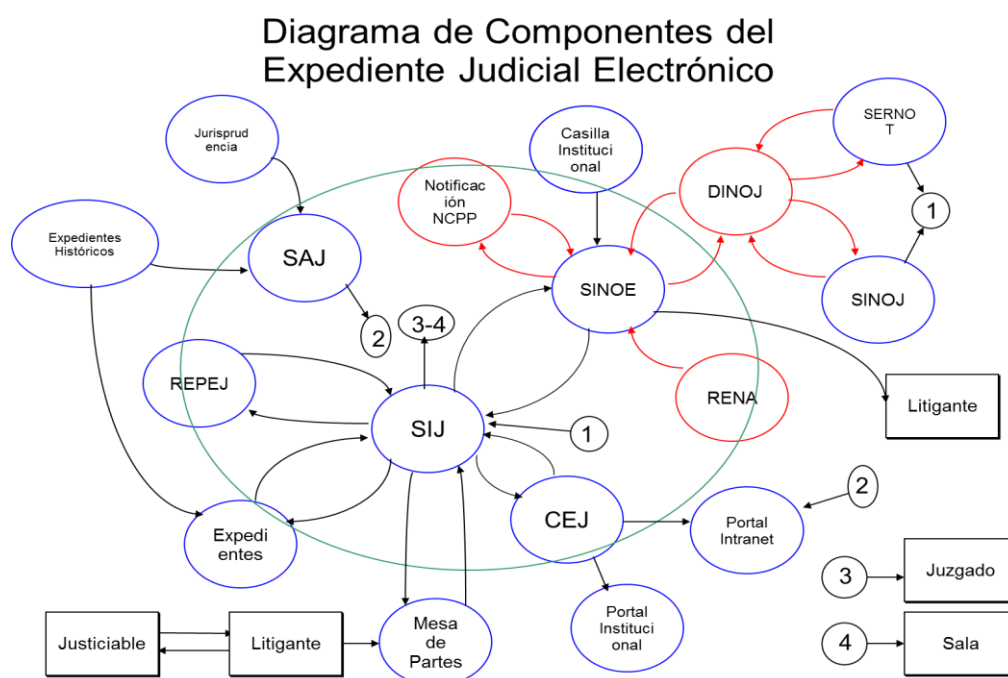 Diagrama de Componentes del
Expediente Judicial Electrónico
Jurisprud
encia
Casilla
Instituci
onal
SERNO
T
Notificac
ión
NCPP
DINOJ
1
Expedientes
Históricos
SAJ
SINOE
SINOJ
2
3-4
REPEJ
RENA
Litigante
SIJ
1
2
CEJ
Portal
Intranet
Expedi
entes
3
Juzgado
Justiciable
Litigante
Mesa
de
Partes
Portal
Instituci
onal
4
Sala